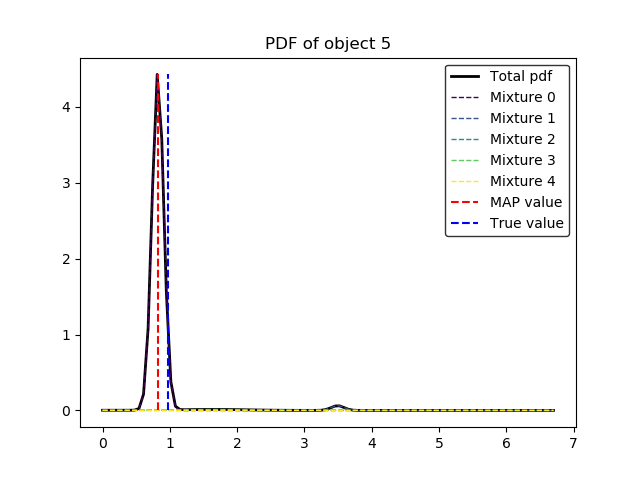 PDF of object 5
Total pdf
Mixture 0
Mixture 1
Mixture 2
Mixture 3
Mixture 4
MAP value
True value
4
3
2
1
0
0 1 2 3 4 5 6 7